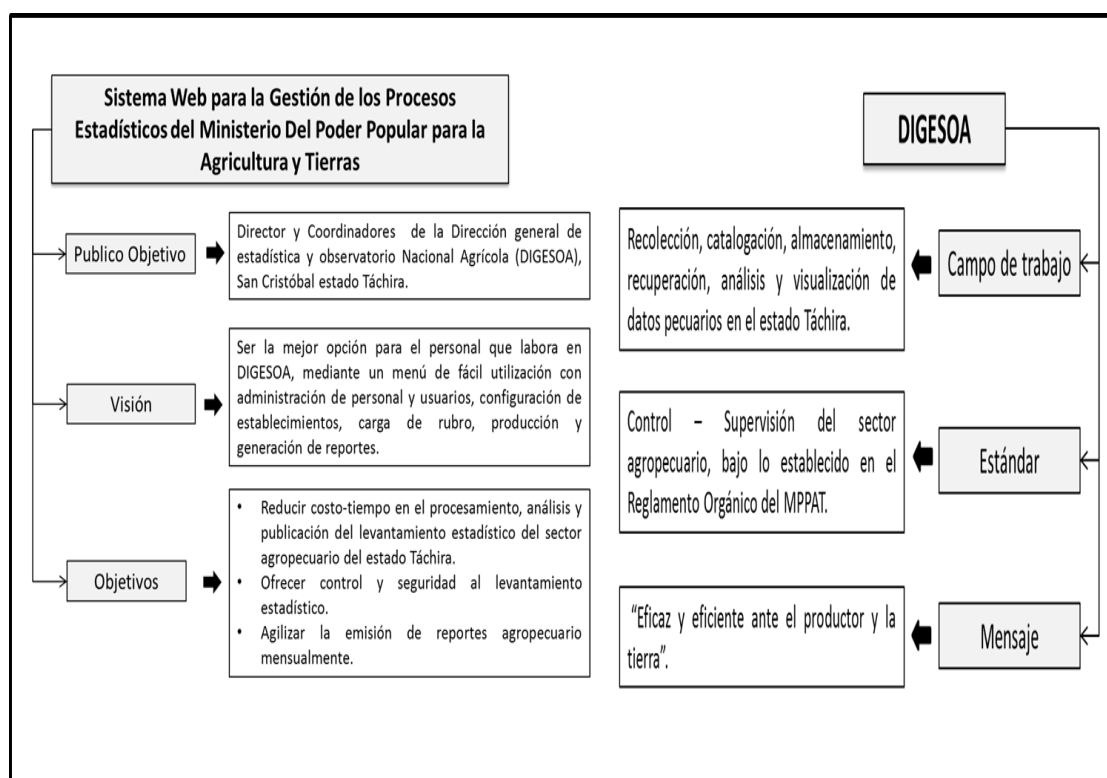 Sistema Web para la Gestión de los Procesos
Estadísticos del Ministerio Del Poder Popular para la
Agricultura y Tierras
Publico Objetivo
Director y Coordinadores de la Dirección general de
estadística y observatorio Nacional Agrícola (DIGESOA),
San Cristóbal estado Táchira.
Visión
Ser la mejor opción para el personal que labora en
DIGESOA, mediante un menú de fácil utilización con
administración de personal y usuarios, configuración de
establecimientos, carga de rubro, producción y
generación de reportes.
Objetivos
• Reducir costo-tiempo en el procesamiento, análisis y
publicación del levantamiento estadístico del sector
agropecuario del estado Táchira.
• Ofrecer control y seguridad al levantamiento
estadístico.
• Agilizar la emisión de reportes agropecuario
mensualmente.
DIGESOA
Campo de trabajo
Recolección, catalogación, almacenamiento,
recuperación, análisis y visualización de
datos pecuarios en el estado Táchira.
Estándar
Control – Supervisión del sector
agropecuario, bajo lo establecido en el
Reglamento Orgánico del MPPAT.
Mensaje
“Eficaz y eficiente ante el productor y la
tierra”.